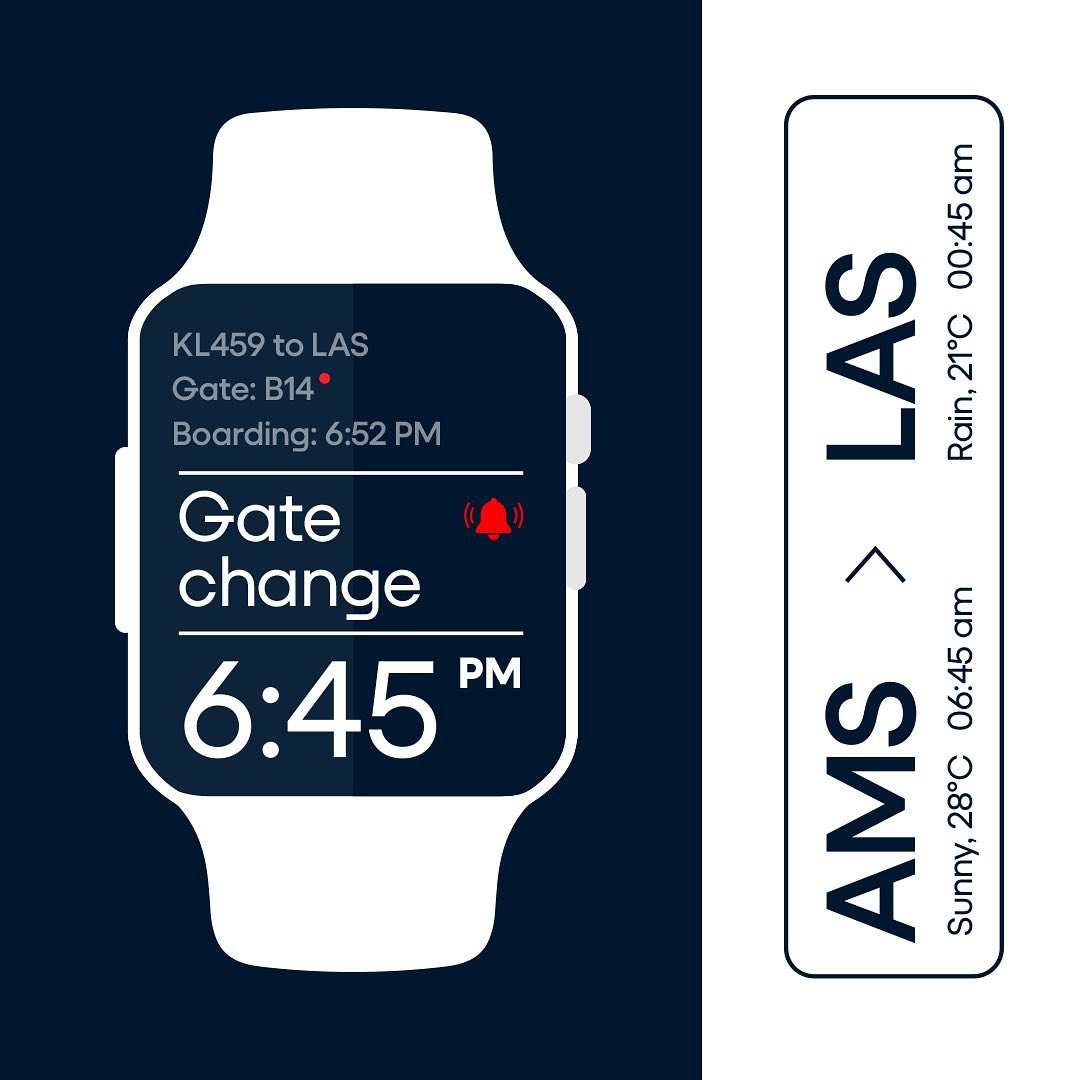 KL459 to LAS
Gate: B14
Boarding: 6:52 PM
Gate
change
6:45 PM
AMS > LAS
Sunny, 28°C 06:45 am Rain, 21°C 00:45 am